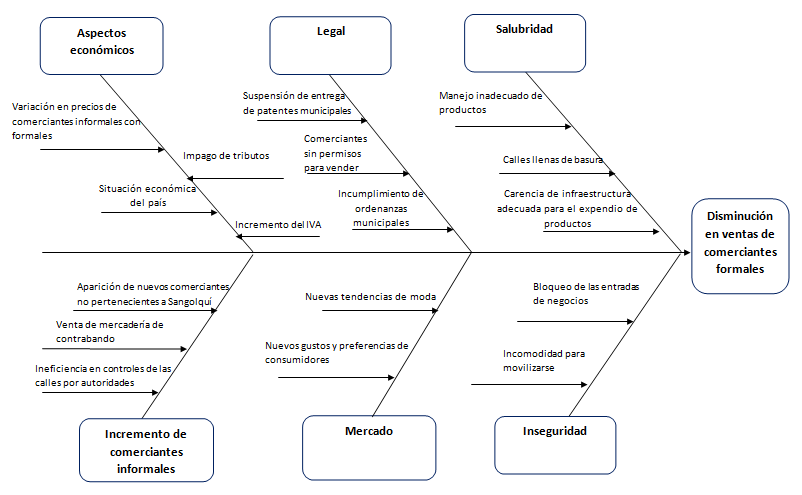 Aspectos
económicos
Legal
Salubridad
Variación en precios de
comerciantes informales con
formales
Impago de tributos
Situación económica
del país
Incremento del IVA
Suspensión de entrega
de patentes municipales
Comerciantes
sin permisos
para vender
Incumplimiento de
ordenanzas
municipales
Manejo inadecuado de
productos
Calles llenas de basura
Carencia de infraestructura
adecuada para el expendio de
productos
Disminución
en ventas de
comerciantes
formales
Aparición de nuevos comerciantes
no pertenecientes a Sangolquí
Venta de mercadería de
contrabando
Ineficiencia en controles de las
calles por autoridades
Nuevas tendencias de moda
Nuevos gustos y preferencias de
consumidores
Bloqueo de las entradas
de negocios
Incomodidad para
movilizarse
Incremento de
comerciantes
informales
Mercado
Inseguridad